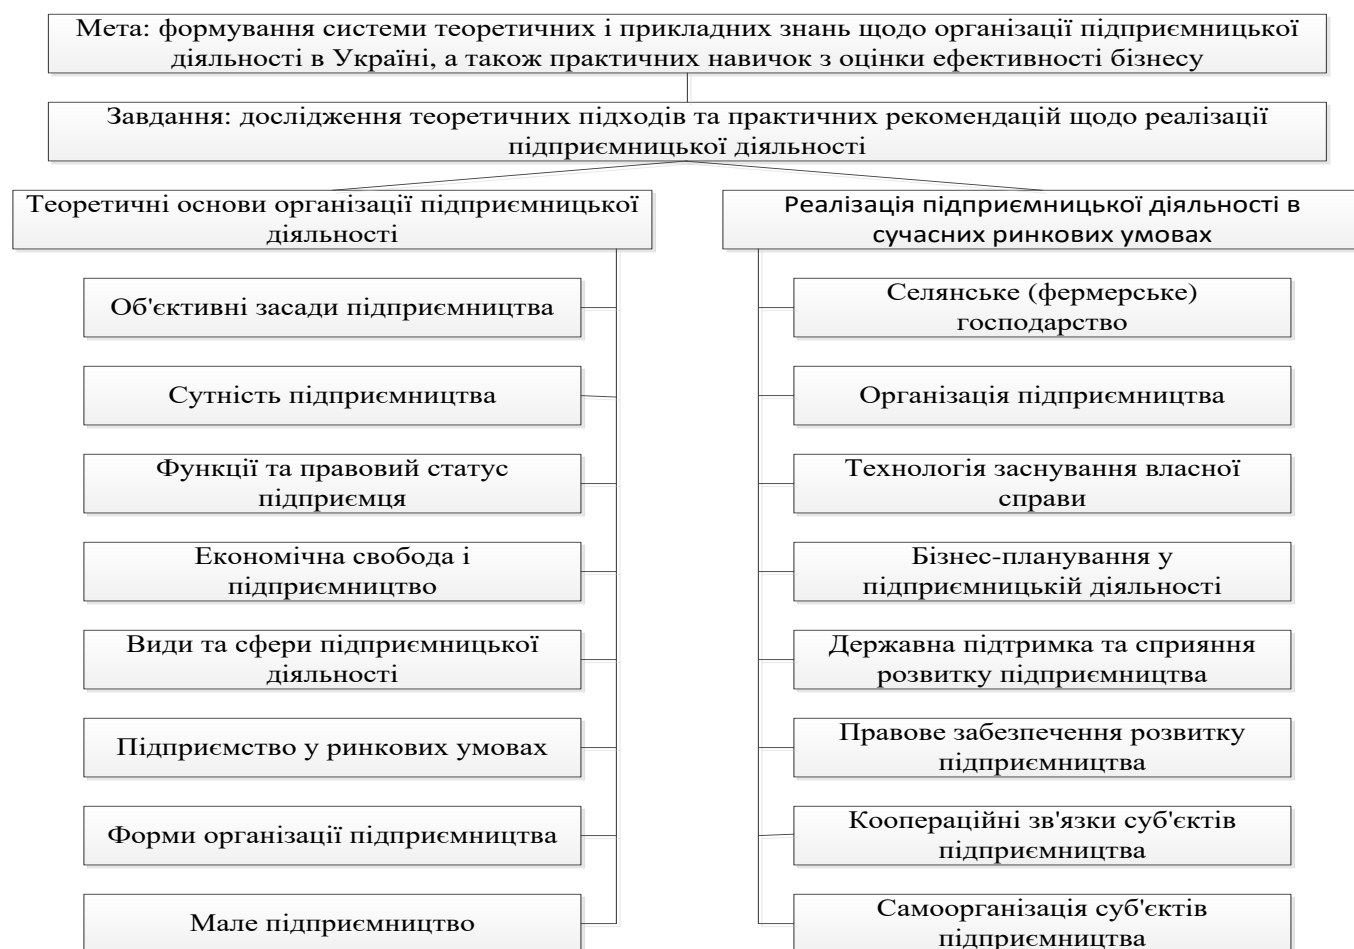 Мета: формування системи теоретичних і прикладних знань щодо організації підприємницької
діяльності в Україні, а також практичних навичок з оцінки ефективності бізнесу
Завдання: дослідження теоретичних підходів та практичних рекомендацій щодо реалізації
підприємницької діяльності
Теоретичні основи організації підприємницької
діяльності
Об'єктивні засади підприємництва
Сутність підприємництва
Функції та правовий статус
підприємця
Економічна свобода і
підприємництво
Види та сфери підприємницької
діяльності
Підприємство у ринкових умовах
Форми організації підприємництва
Мале підприємництво
Реалізація підприємницької діяльності в
сучасних ринкових умовах
Селянське (фермерське)
господарство
Організація підприємництва
Технологія заснування власної
справи
Бізнес-планування у
підприємницькій діяльності
Державна підтримка та сприяння
розвитку підприємництва
Правове забезпечення розвитку
підприємництва
Коопераційні зв'язки суб'єктів
підприємництва
Самоорганізація суб'єктів
підприємництва